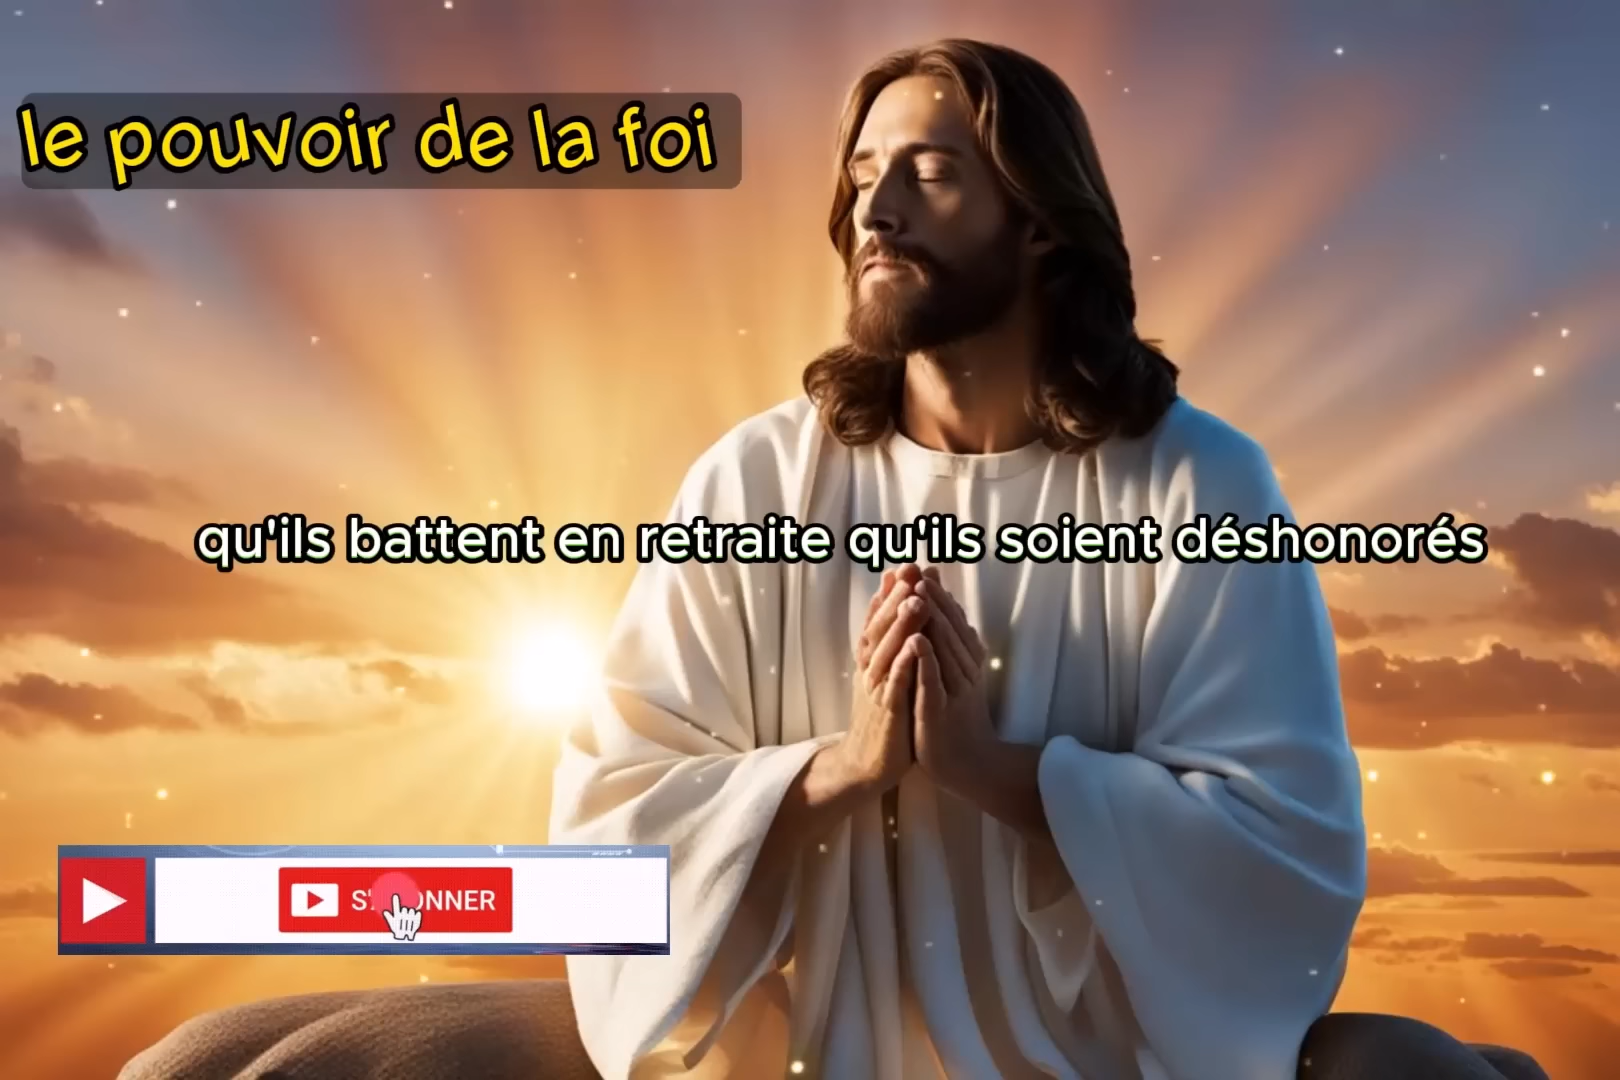 le pouvoir de la foi
qu'ils battent en retraite qu'ils soient déshonorés